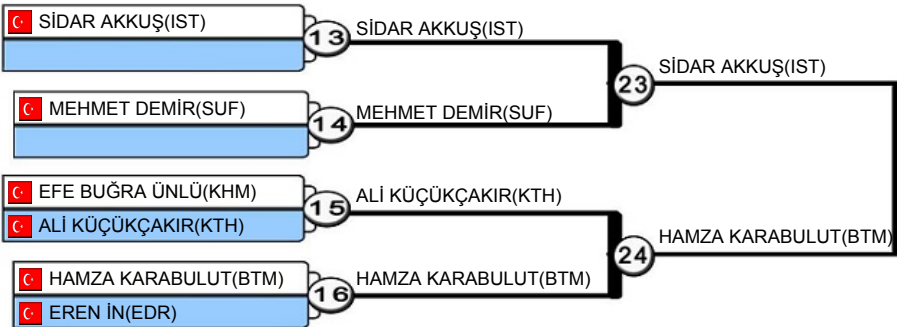 SİDAR AKKUŞ(IST)
13
SİDAR AKKUŞ(IST)
23
SİDAR AKKUŞ(IST)
MEHMET DEMİR(SUF)
14
MEHMET DEMİR(SUF)
EFE BUĞRA ÜNLÜ(KHM)
15
ALİ KÜÇÜKÇAKIR(KTH)
ALİ KÜÇÜKÇAKIR(KTH)
24
HAMZA KARABULUT(BTM)
HAMZA KARABULUT(BTM)
16
HAMZA KARABULUT(BTM)
EREN İN(EDR)